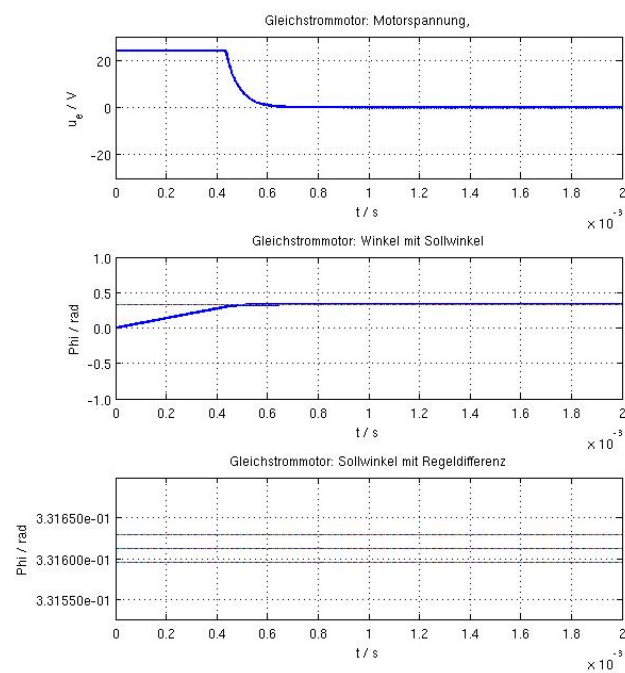 Gleichstrommotor: Motorspannung,
u_e / V
20
0
-20
0 0.2 0.4 0.6 0.8 1 1.2 1.4 1.6 1.8 2
t / s
x 10^-3
Gleichstrommotor: Winkel mit Sollwinkel
Phi / rad
1.0
0.5
0.0
-0.5
-1.0
0 0.2 0.4 0.6 0.8 1 1.2 1.4 1.6 1.8 2
t / s
x 10^-3
Gleichstrommotor: Sollwinkel mit Regeldifferenz
Phi / rad
3.31650e-01
3.31600e-01
3.31550e-01
0 0.2 0.4 0.6 0.8 1 1.2 1.4 1.6 1.8 2
t / s
x 10^-3